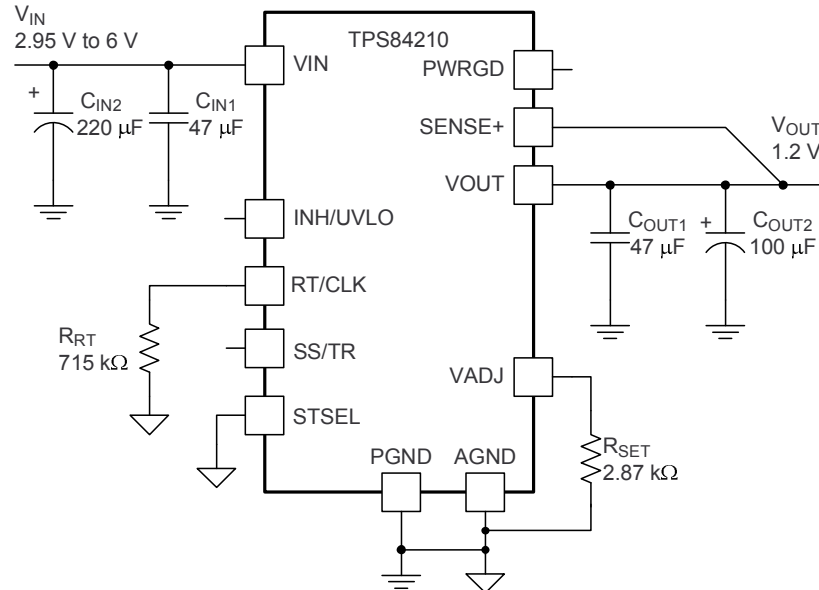 VIN
2.95 V to 6 V
TPS84210
VIN
PWRGD
+
CIN2
220 μF
CIN1
47 μF
SENSE+
VOUT
1.2 V
VOUT
INH/UVLO
COUT1
47 μF
+
COUT2
100 μF
RT/CLK
RRT
715 kΩ
SS/TR
VADJ
STSEL
PGND
AGND
RSET
2.87 kΩ